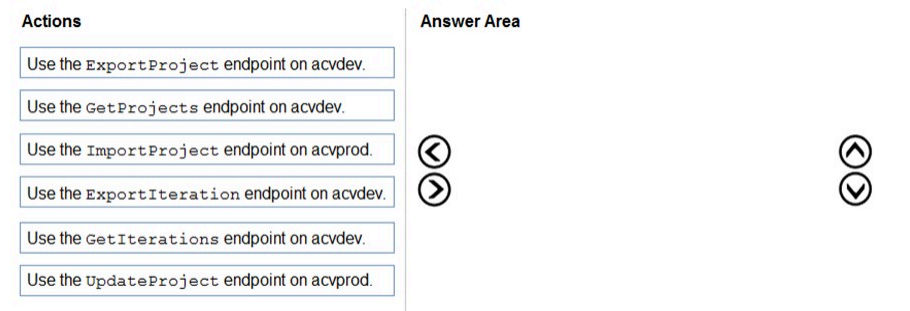 Actions
Answer Area
Use the ExportProject endpoint on acvdev.
Use the GetProjects endpoint on acvdev.
Use the ImportProject endpoint on acvprod.
Use the ExportIteration endpoint on acvdev.
Use the GetIterations endpoint on acvdev.
Use the UpdateProject endpoint on acvprod.